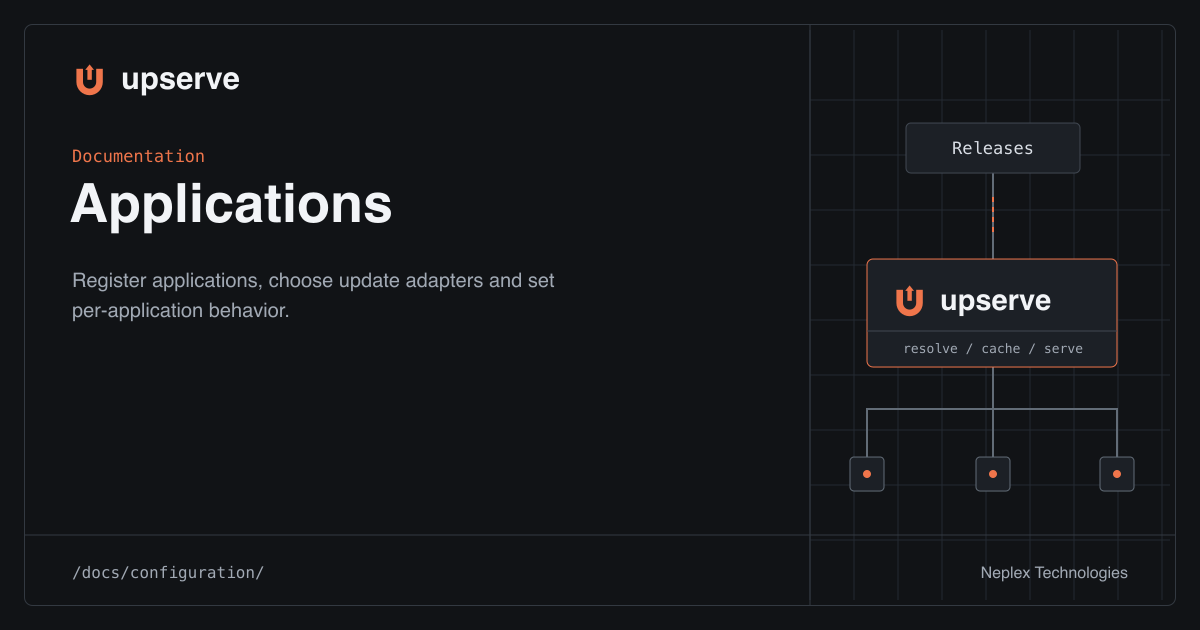 upserve
Documentation
Applications
Register applications, choose update adapters and set
per-application behavior.
/docs/configuration/
Releases
upserve
resolve / cache / serve
Neplex Technologies